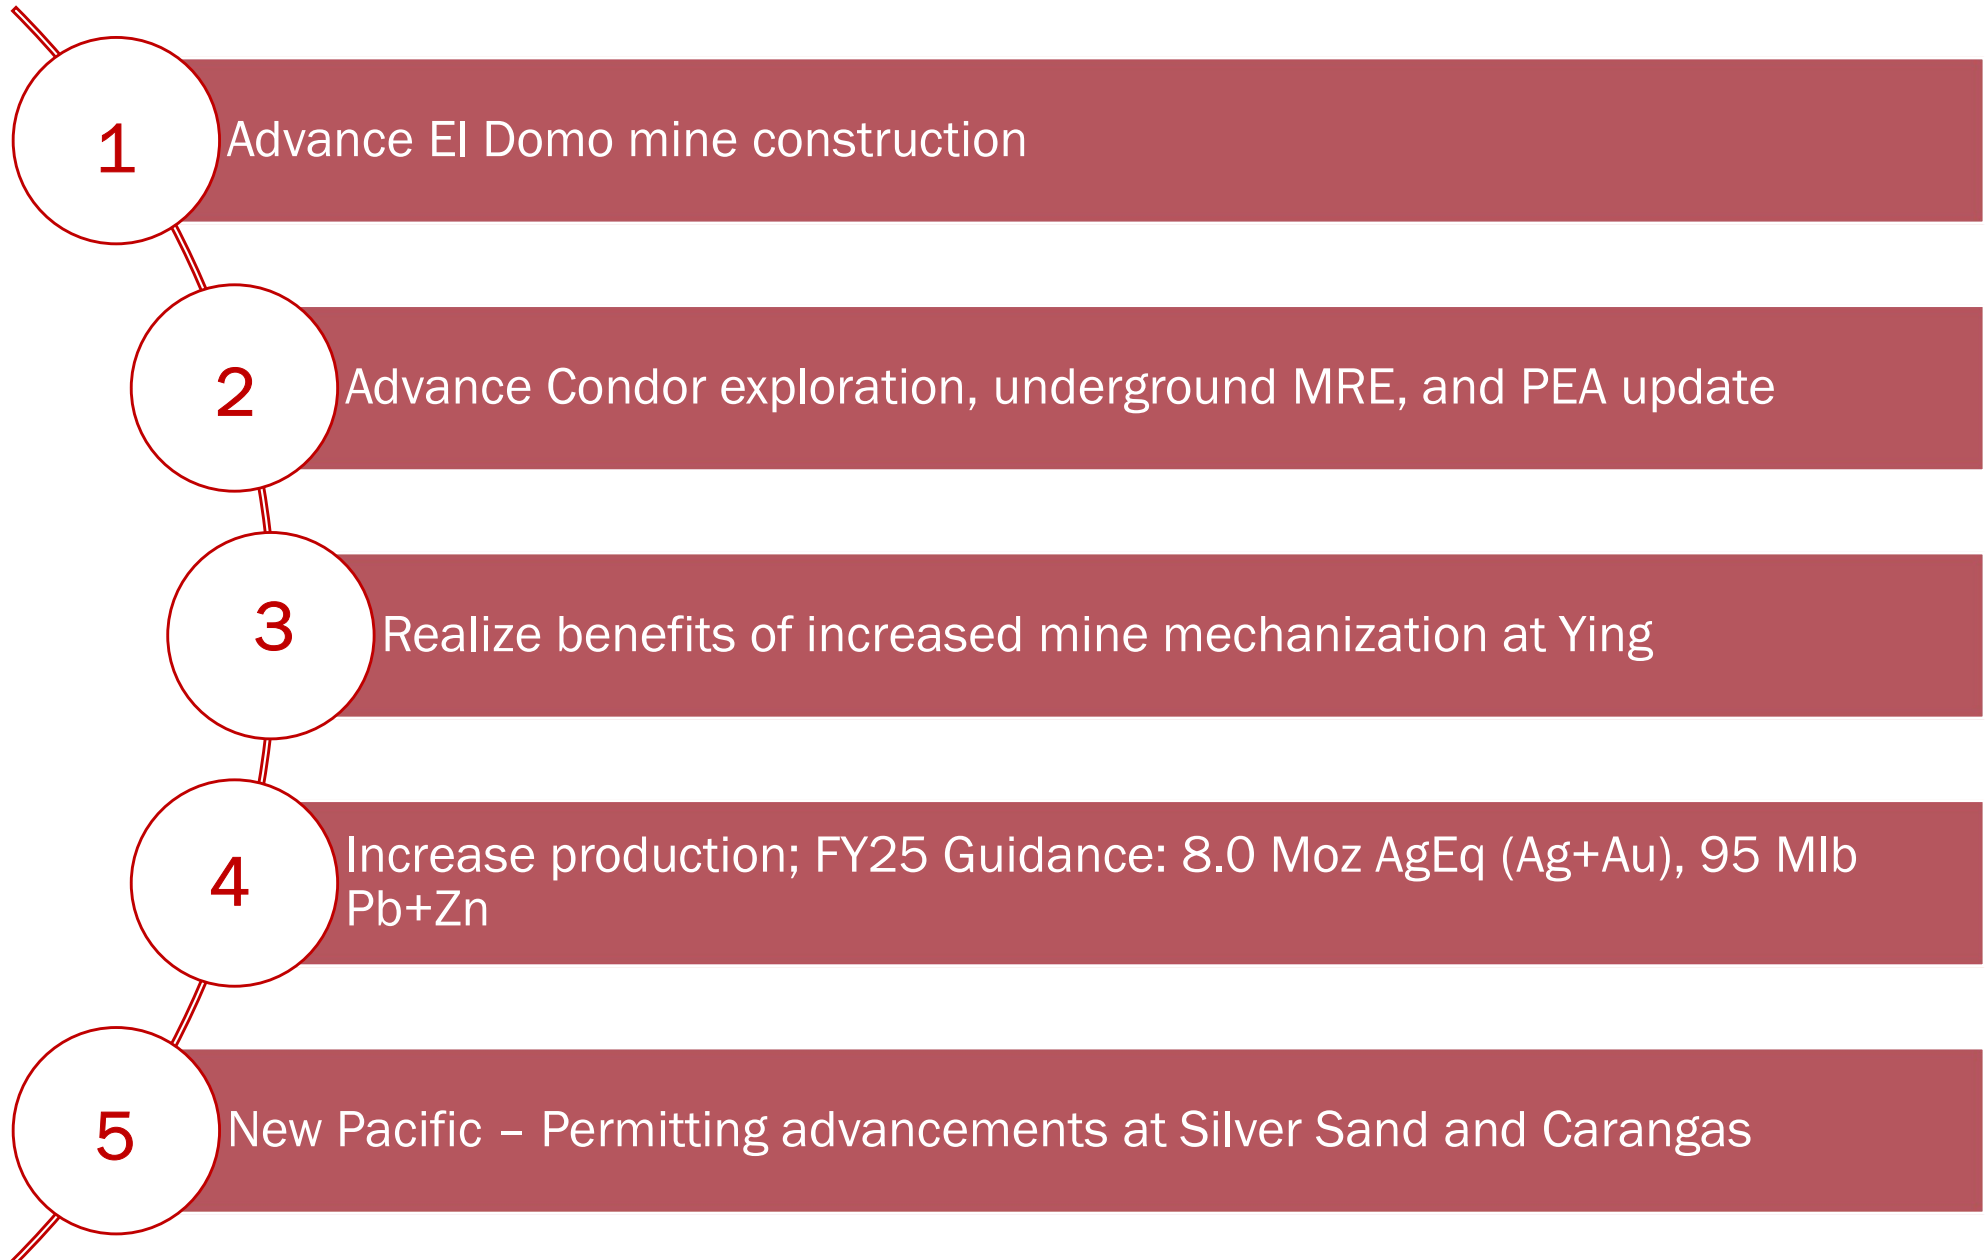 1
Advance El Domo mine construction
2
Advance Condor exploration, underground MRE, and PEA update
3
Realize benefits of increased mine mechanization at Ying
4
Increase production; FY25 Guidance: 8.0 Moz AgEq (Ag+Au), 95 Mlb
Pb+Zn
5
New Pacific – Permitting advancements at Silver Sand and Carangas